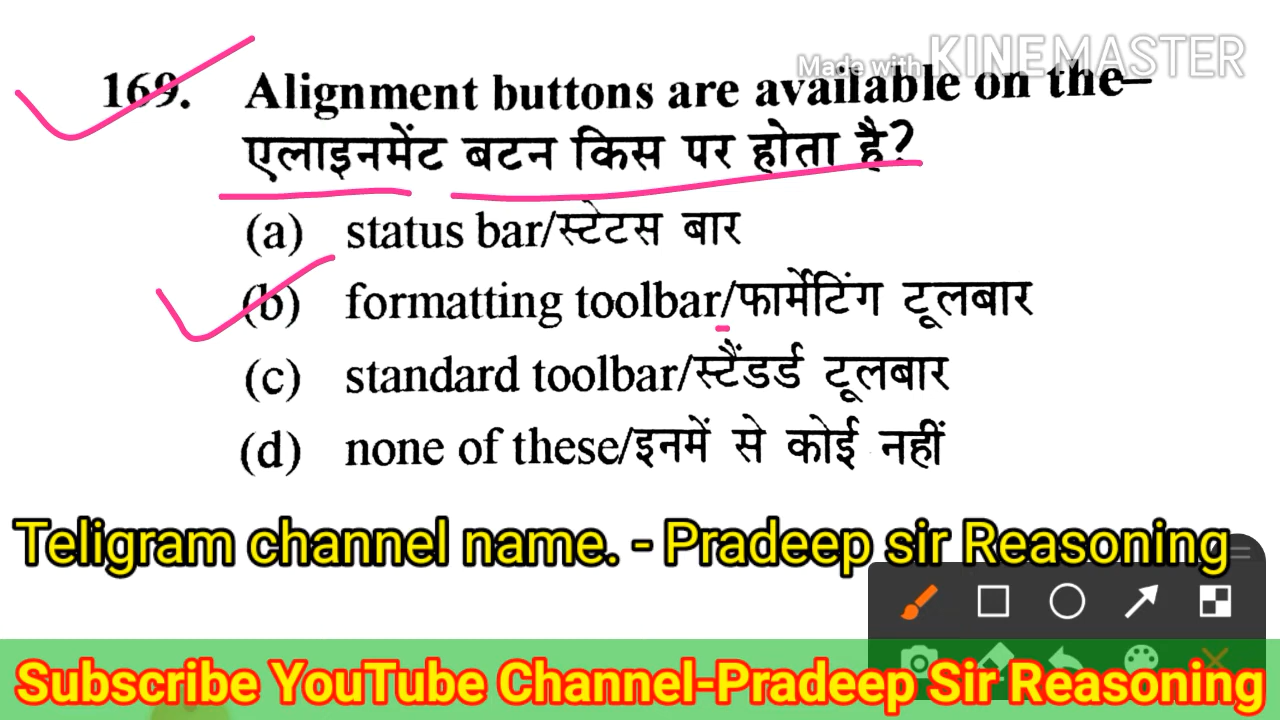 Made with KINEMASTER
169. Alignment buttons are available on the–
एलाइनमेंट बटन किस पर होता है?
(a) status bar/स्टेटस बार
(b) formatting toolbar/फार्मेटिंग टूलबार
(c) standard toolbar/स्टैंडर्ड टूलबार
(d) none of these/इनमें से कोई नहीं
Teligram channel name. - Pradeep sir Reasoning
Subscribe YouTube Channel-Pradeep Sir Reasoning